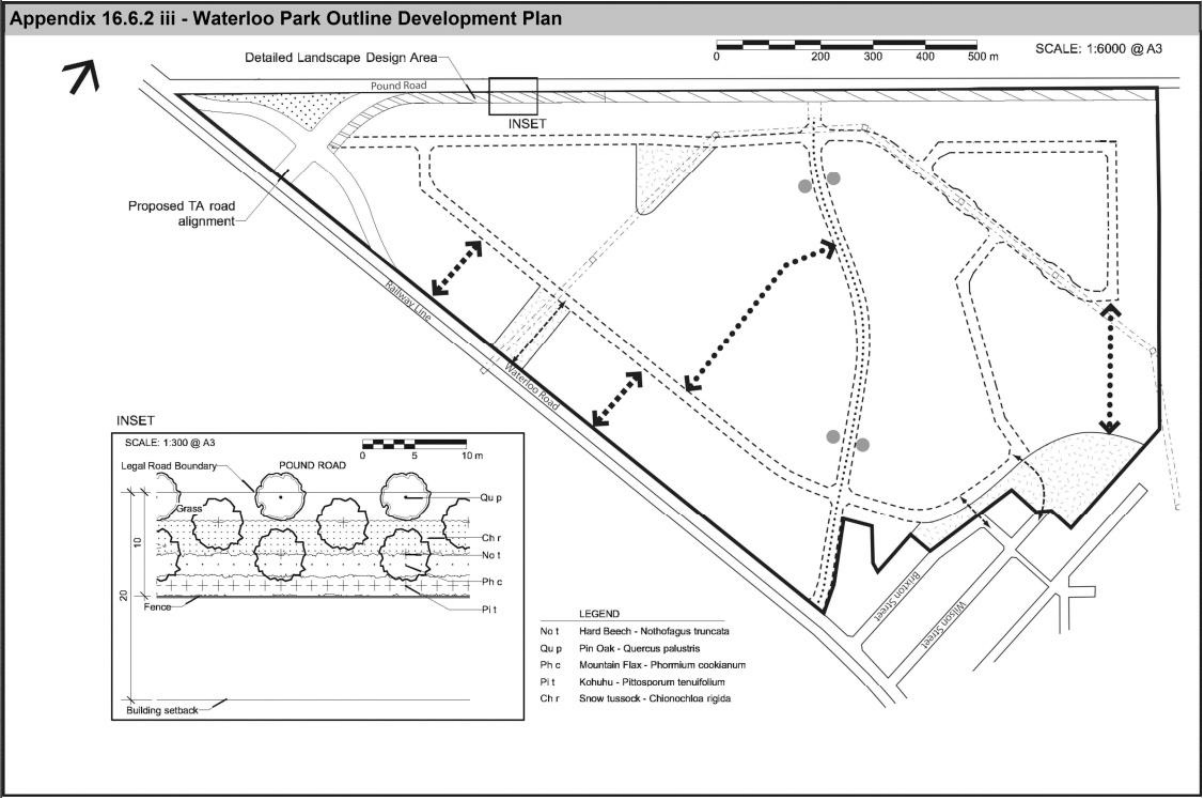 Appendix 16.6.2 iii - Waterloo Park Outline Development Plan
Detailed Landscape Design Area
0 200 300 400 500 m
SCALE: 1:6000 @ A3
Pound Road
INSET
Proposed TA road
alignment
Railway Line
Waterloo Road
Brixton Street
Wilson Street
INSET
SCALE: 1:300 @ A3
0 5 10 m
Legal Road Boundary
POUND ROAD
Qu p
Grass
Ch r
10
No t
Ph c
20
Fence
Pi t
Building setback
LEGEND
No t Hard Beech - Nothofagus truncata
Qu p Pin Oak - Quercus palustris
Ph c Mountain Flax - Phormium cookianum
Pi t Kohuhu - Pittosporum tenuifolium
Ch r Snow tussock - Chionochloa rigida